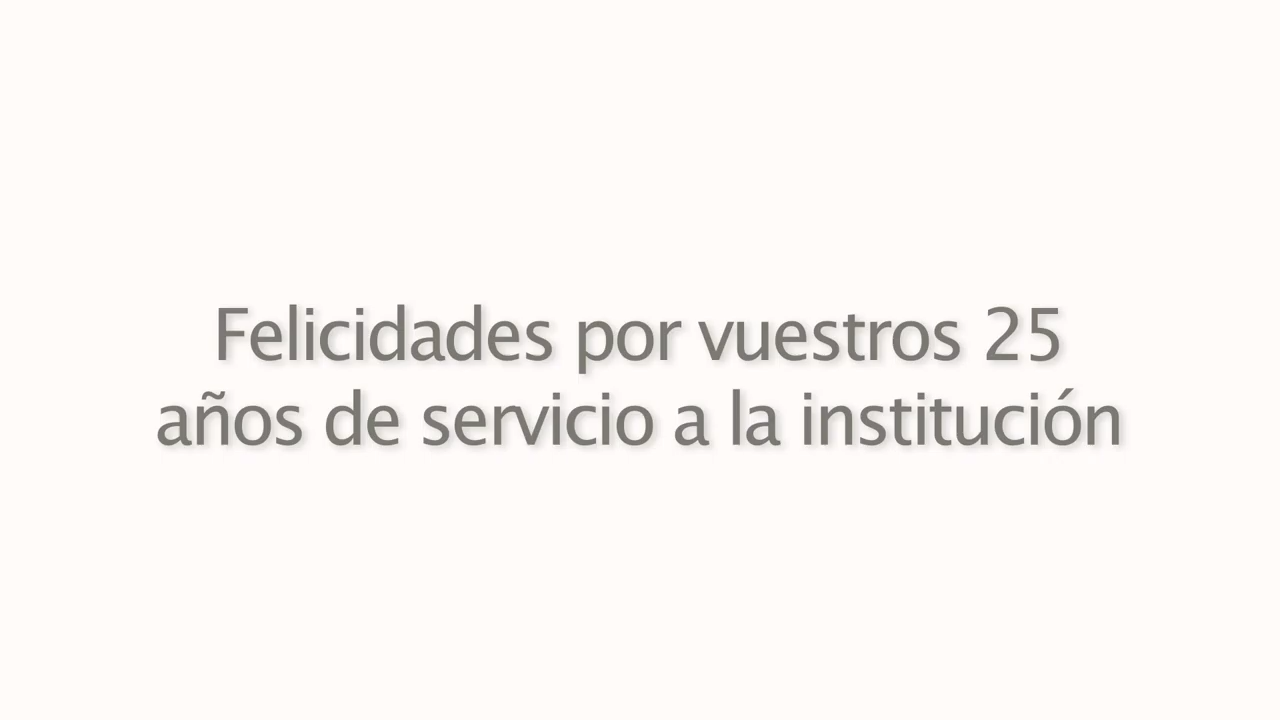 Felicidades por vuestros 25
años de servicio a la institución